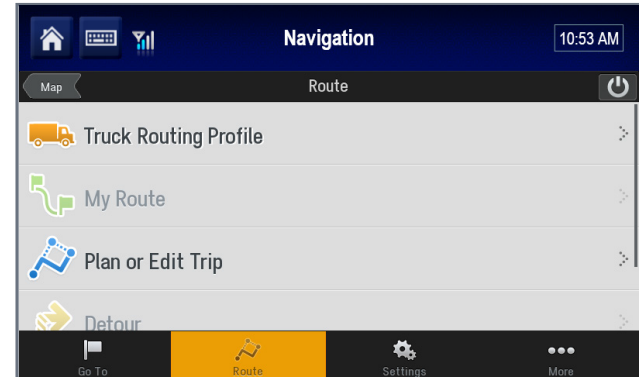 Navigation
10:53 AM
Map
Route
Truck Routing Profile
My Route
Plan or Edit Trip
Detour
Go To
Route
Settings
More